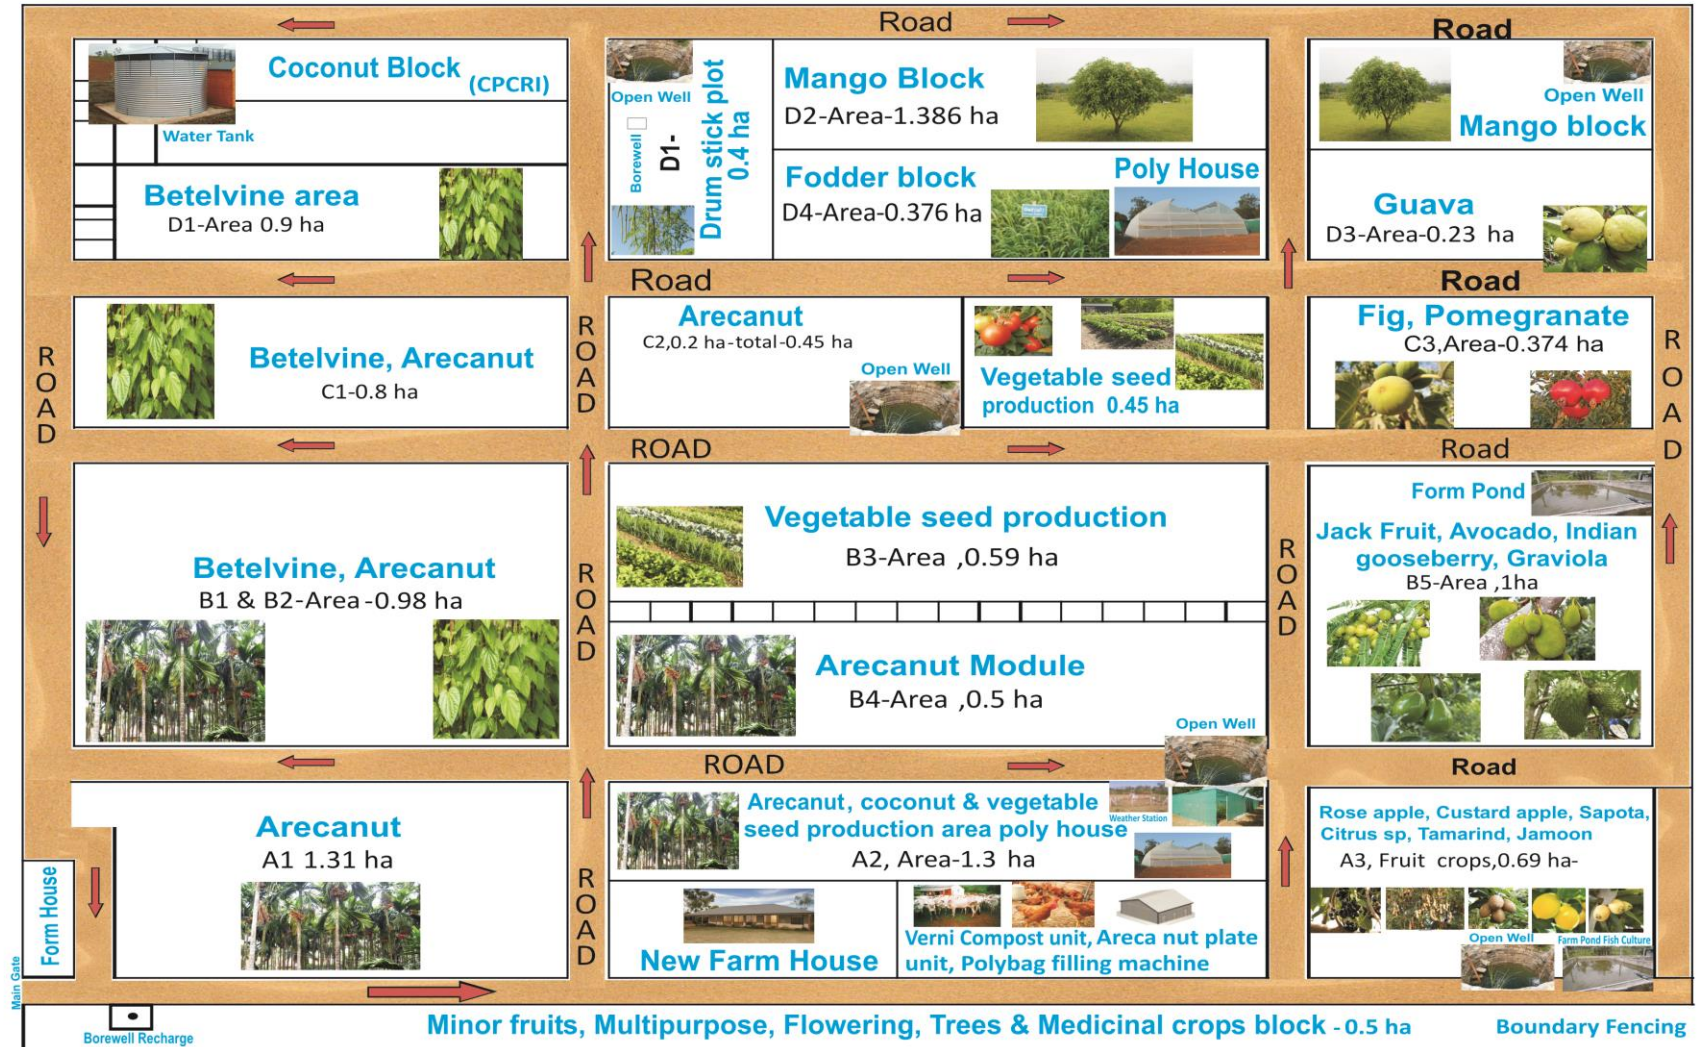 Road
Road
Coconut Block (CPCRI)
Water Tank
Betelvine area
D1-Area 0.9 ha
Open Well
Borewell
D1-
Drum stick plot
0.4 ha
Mango Block
D2-Area-1.386 ha
Fodder block
D4-Area-0.376 ha
Poly House
Open Well
Mango block
Guava
D3-Area-0.23 ha
Road
Road
ROAD
Betelvine, Arecanut
C1-0.8 ha
ROAD
Arecanut
C2,0.2 ha-total-0.45 ha
Open Well
Vegetable seed
production 0.45 ha
Fig, Pomegranate
C3,Area-0.374 ha
ROAD
ROAD
Road
Betelvine, Arecanut
B1 & B2-Area-0.98 ha
ROAD
Vegetable seed production
B3-Area ,0.59 ha
Arecanut Module
B4-Area ,0.5 ha
Open Well
ROAD
Form Pond
Jack Fruit, Avocado, Indian
gooseberry, Graviola
B5-Area ,1ha
ROAD
Road
Arecanut
A1 1.31 ha
ROAD
Arecanut, coconut & vegetable
seed production area poly house
A2, Area-1.3 ha
Weather Station
New Farm House
Verni Compost unit, Areca nut plate
unit, Polybag filling machine
Rose apple, Custard apple, Sapota,
Citrus sp, Tamarind, Jamoon
A3, Fruit crops,0.69 ha-
Open Well
Farm Pond Fish Culture
Form House
Main Gate
Borewell Recharge
Minor fruits, Multipurpose, Flowering, Trees & Medicinal crops block - 0.5 ha
Boundary Fencing